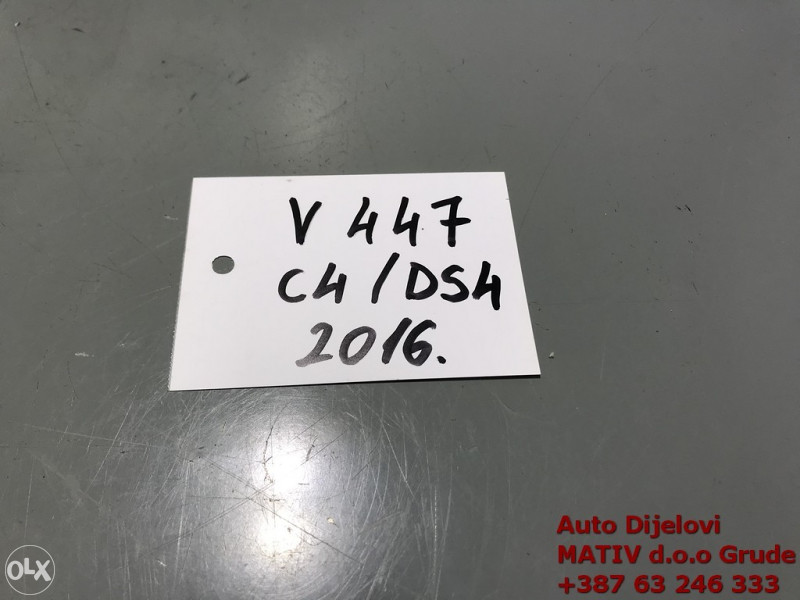 V 447
C4/DS4
2016.
Auto Dijelovi
MATIV d.o.o Grude
+387 63 246 333
OLX